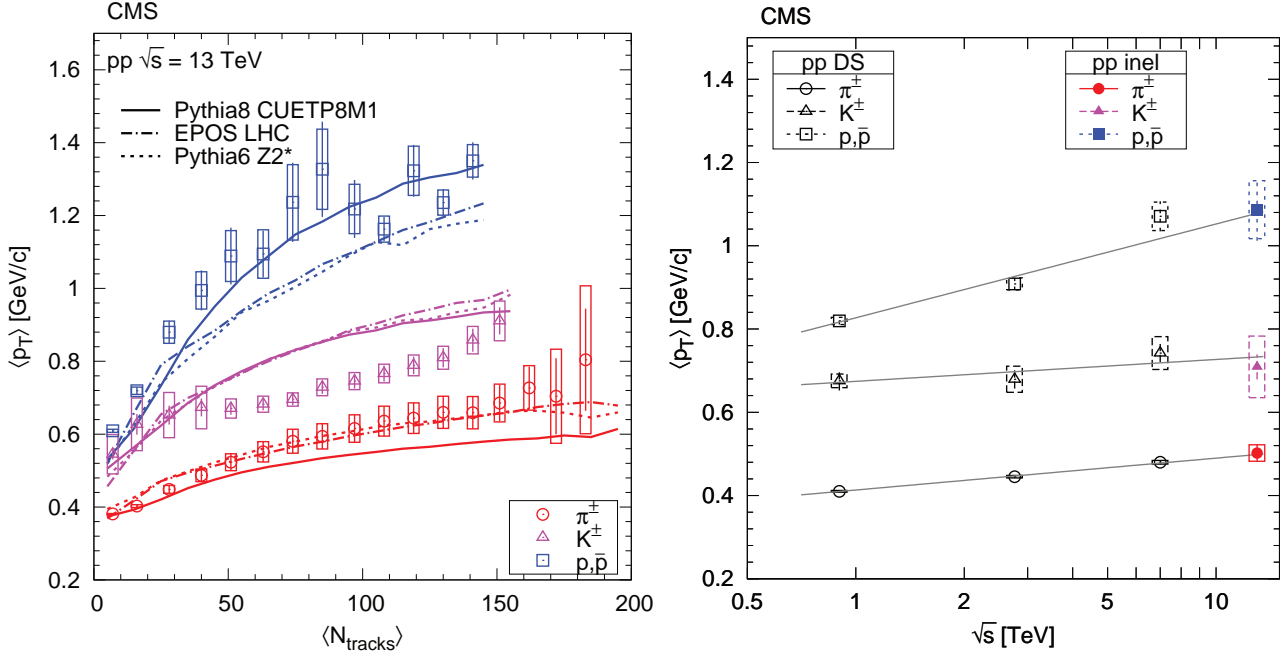 CMS
pp √s = 13 TeV
Pythia8 CUETP8M1
EPOS LHC
Pythia6 Z2*
1.6
1.4
1.2
1
0.8
0.6
0.4
0.2
⟨pT⟩ [GeV/c]
π±
K±
p,p̄
0 50 100 150 200
⟨Ntracks⟩
CMS
pp DS
π±
K±
p,p̄
pp inel
π±
K±
p,p̄
1.4
1.2
1
0.8
0.6
0.4
0.2
⟨pT⟩ [GeV/c]
0.5 1 2 5 10
√s [TeV]